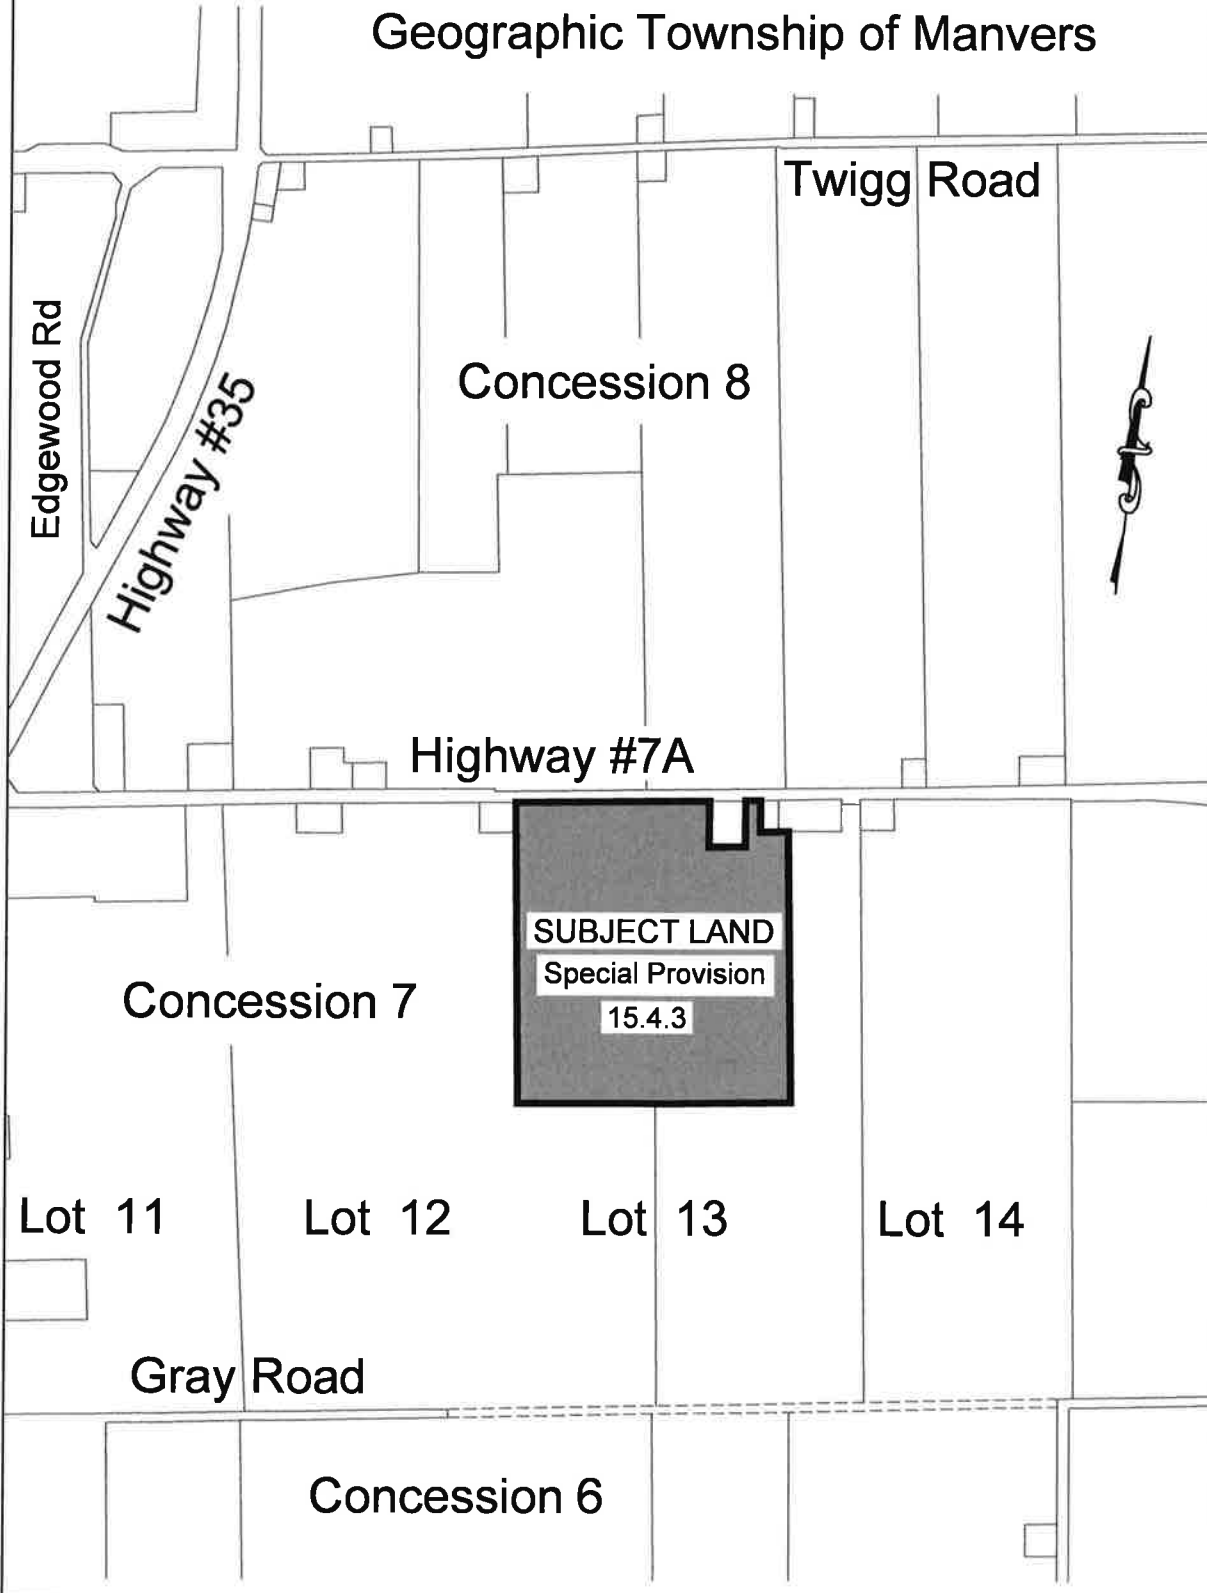 Geographic Township of Manvers
Twigg Road
Edgewood Rd
Highway #35
Concession 8
Highway #7A
SUBJECT LAND
Special Provision
15.4.3
Concession 7
Lot 11
Lot 12
Lot 13
Lot 14
Gray Road
Concession 6